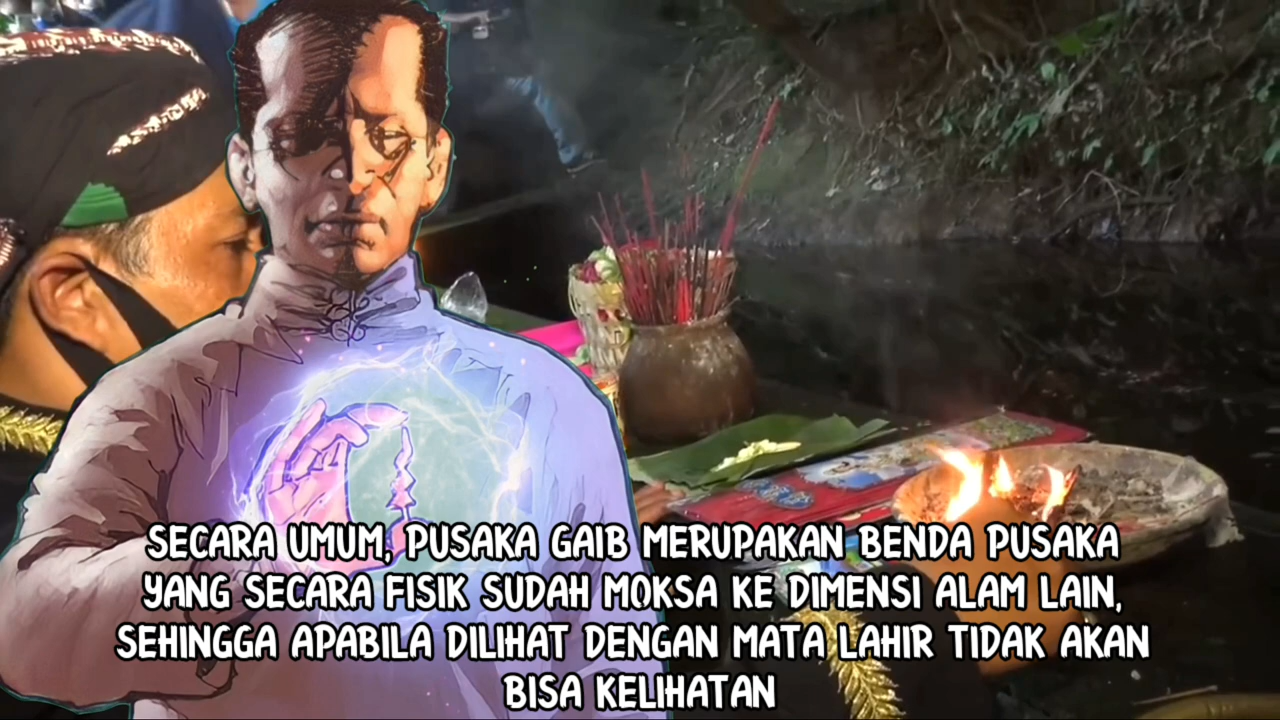 SECARA UMUM, PUSAKA GAIB MERUPAKAN BENDA PUSAKA
YANG SECARA FISIK SUDAH MOKSA KE DIMENSI ALAM LAIN,
SEHINGGA APABILA DILIHAT DENGAN MATA LAHIR TIDAK AKAN
BISA KELIHATAN